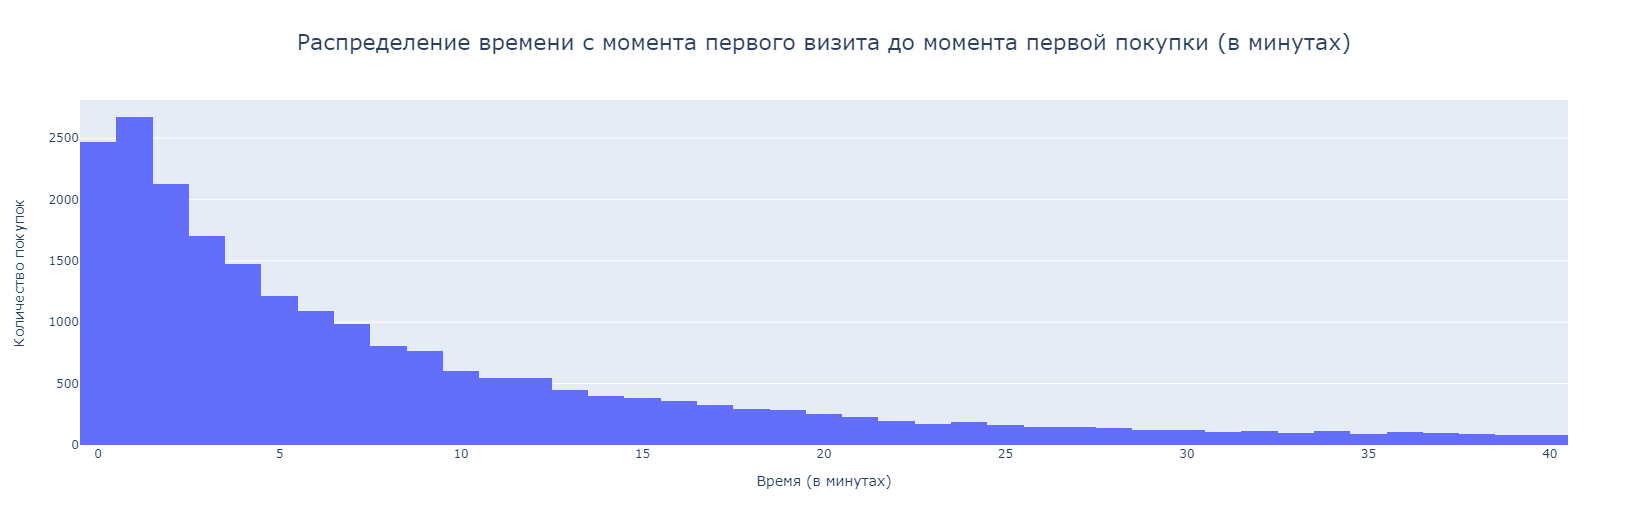 Распределение времени с момента первого визита до момента первой покупки (в минутах)
Количество покупок
2500
2000
1500
1000
500
0
0 5 10 15 20 25 30 35 40
Время (в минутах)